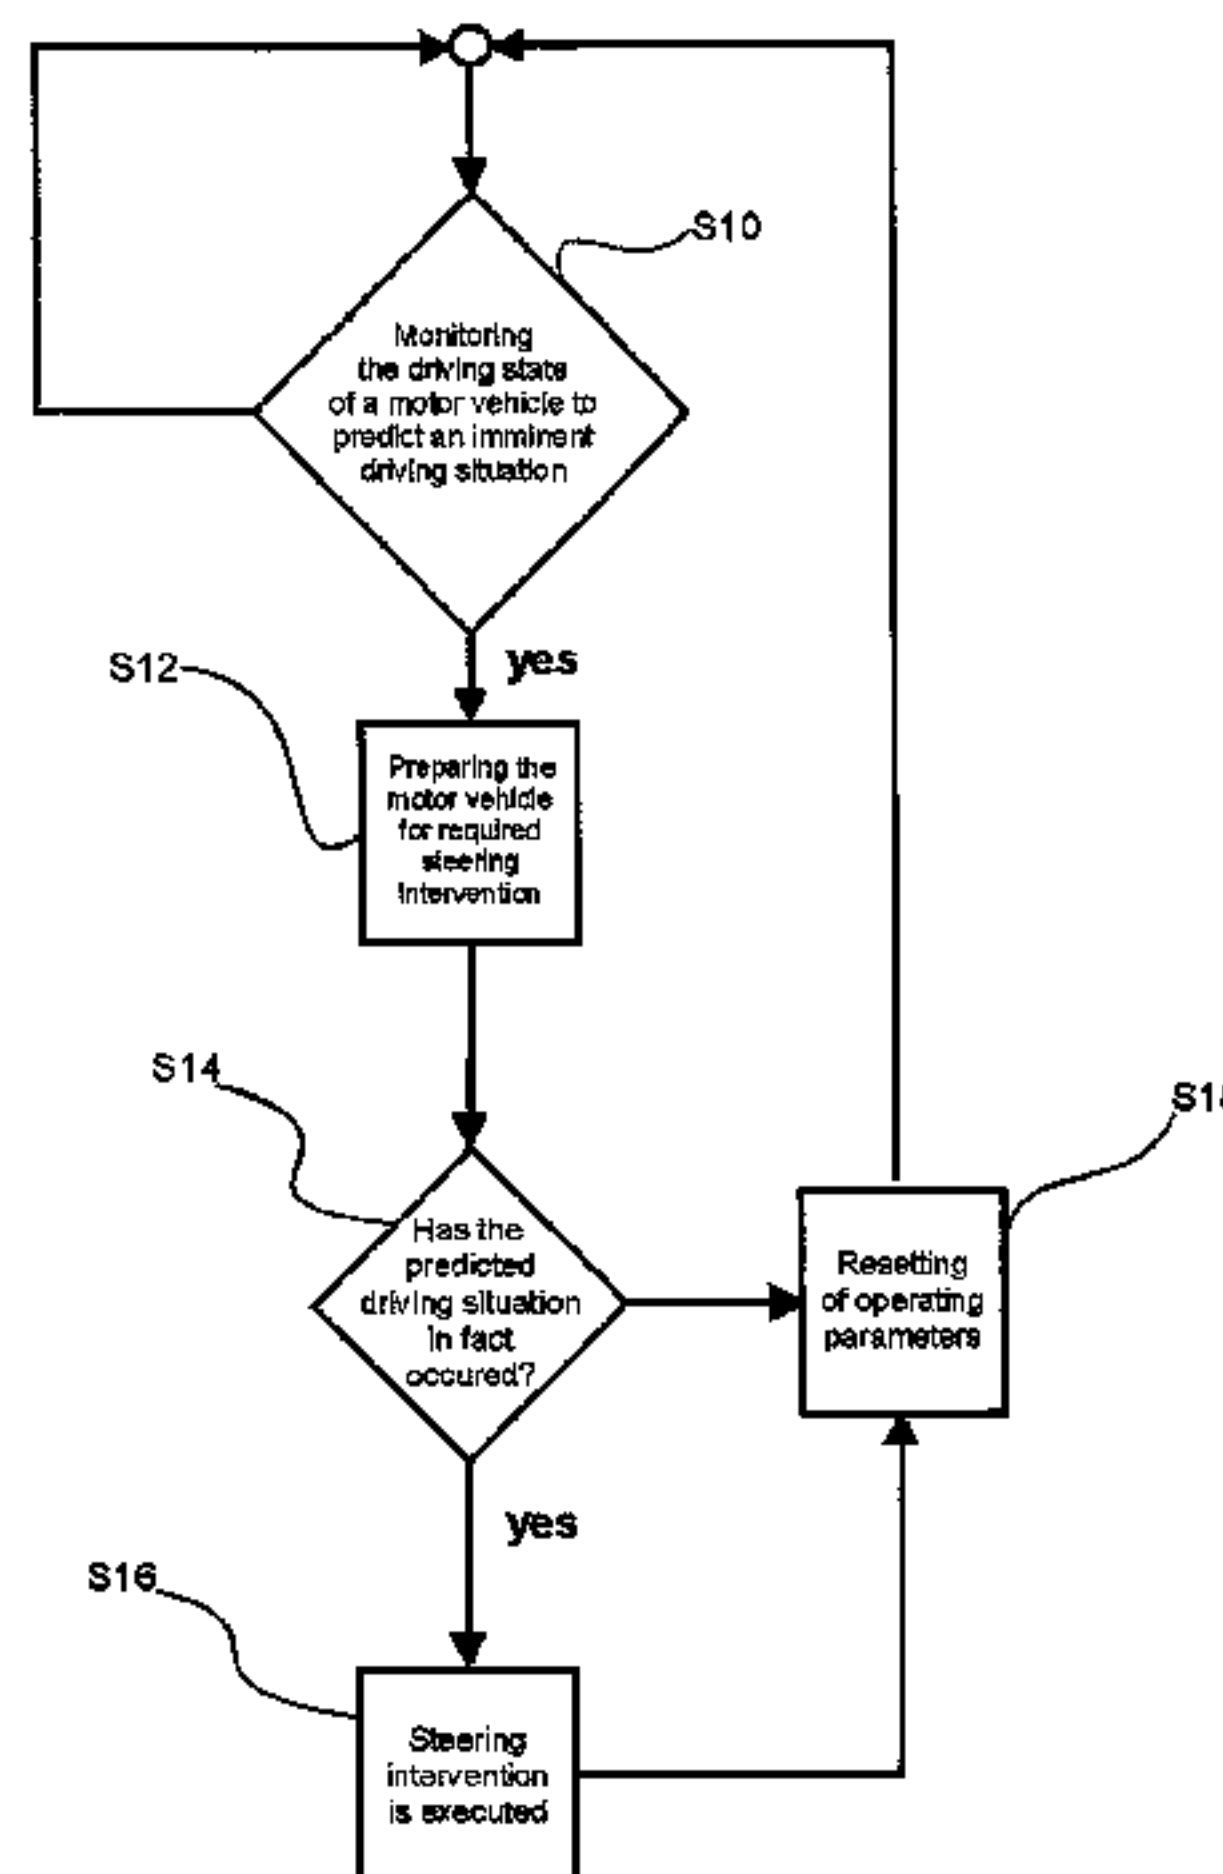 S10
Monitoring
the driving state
of a motor vehicle to
predict an imminent
driving situation
yes
S12
Preparing the
motor vehicle
for required
steering
Intervention
S14
Has the
predicted
driving situation
in fact
occured?
Resetting
of operating
parameters
yes
S16
Steering
intervention
is executed